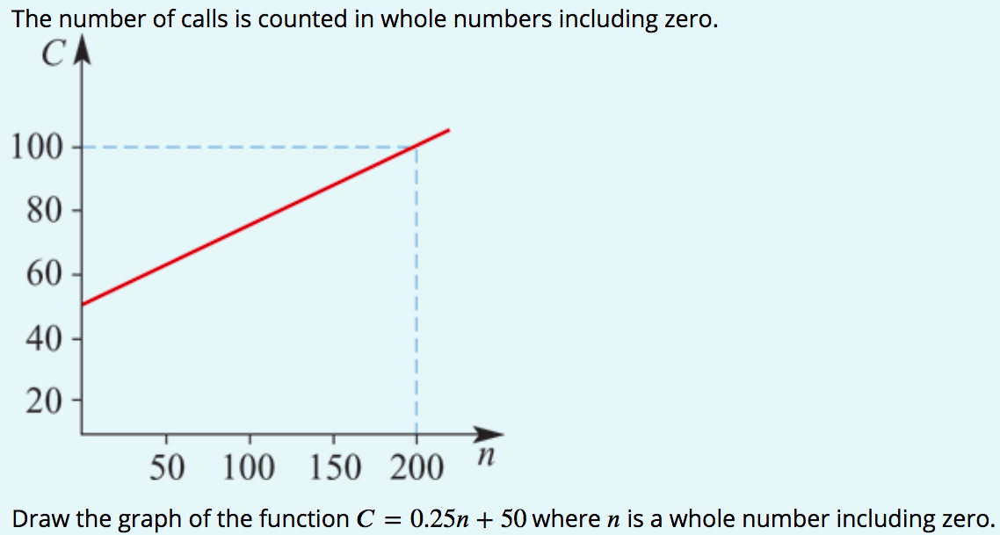 The number of calls is counted in whole numbers including zero.
C
100
80
60
40
20
50 100 150 200 n
Draw the graph of the function C = 0.25n + 50 where n is a whole number including zero.